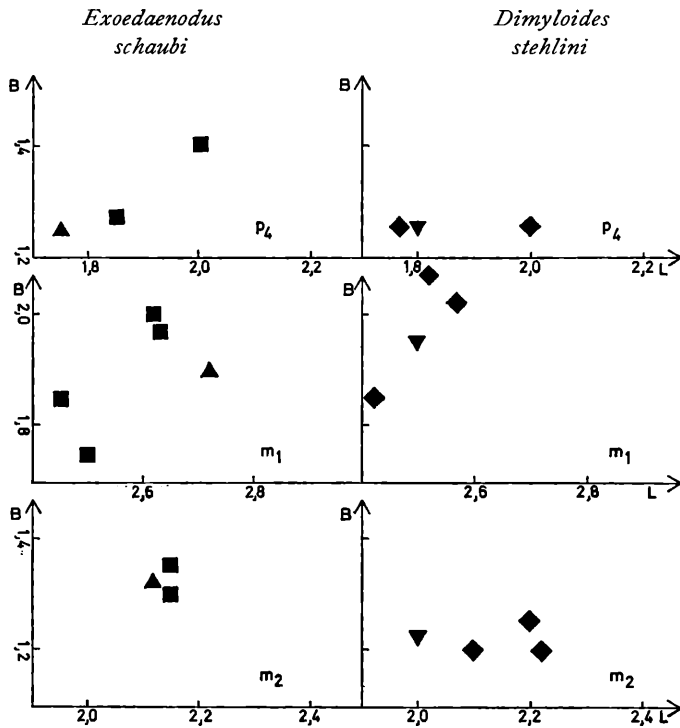 Exoedaenodus
schaubi
Dimyloides
stehlini
B
1,4
1,2
p4
1,8 2,0 2,2
B
p4
1,8 2,0 2,2 L
B
2,0
1,8
m1
2,6 2,8
B
m1
2,6 2,8 L
B
1,4
1,2
m2
2,0 2,2 2,4
B
m2
2,0 2,2 2,4 L